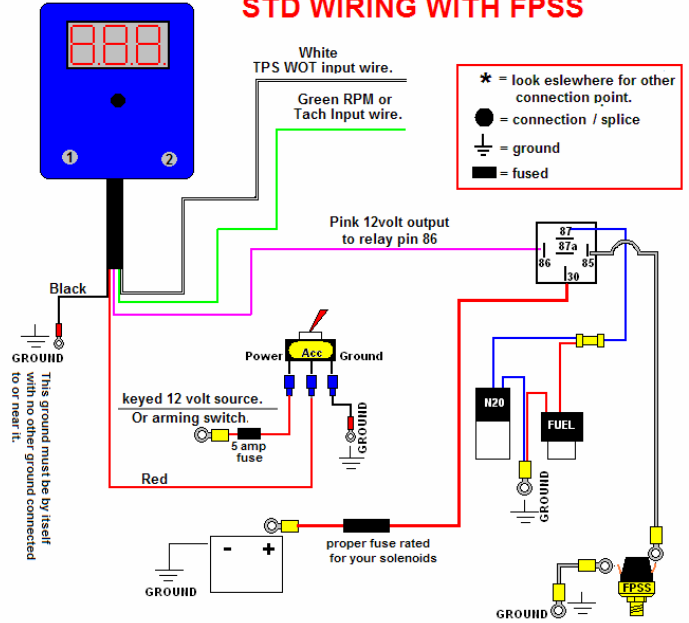 STD WIRING WITH FPSS
888
1
2
White
TPS WOT input wire.
Green RPM or
Tach Input wire.
* = look eslewhere for other
connection point.
= connection / splice
= ground
= fused
Pink 12volt output
to relay pin 86
87
87a
86
85
30
Black
GROUND
This ground must be by itself
with no other ground connected
to or near it.
Power
Acc
Ground
keyed 12 volt source.
Or arming switch.
5 amp
fuse
GROUND
Red
N20
FUEL
GROUND
- +
proper fuse rated
for your solenoids
GROUND
FPSS
GROUND